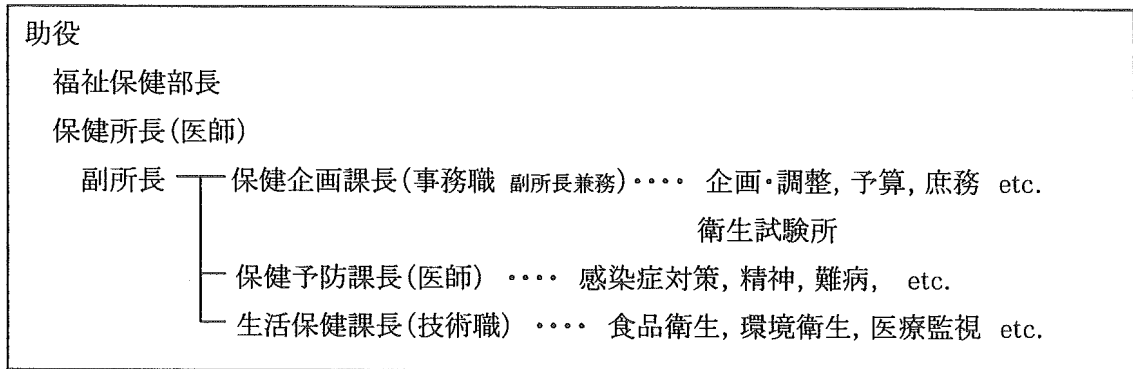 助役
福祉保健部長
保健所長(医師)
副所長 保健企画課長(事務職 副所長兼務)‥‥ 企画・調整, 予算, 庶務 etc.
衛生試験所
保健予防課長(医師) ‥‥ 感染症対策, 精神, 難病, etc.
生活保健課長(技術職) ‥‥ 食品衛生, 環境衛生, 医療監視 etc.